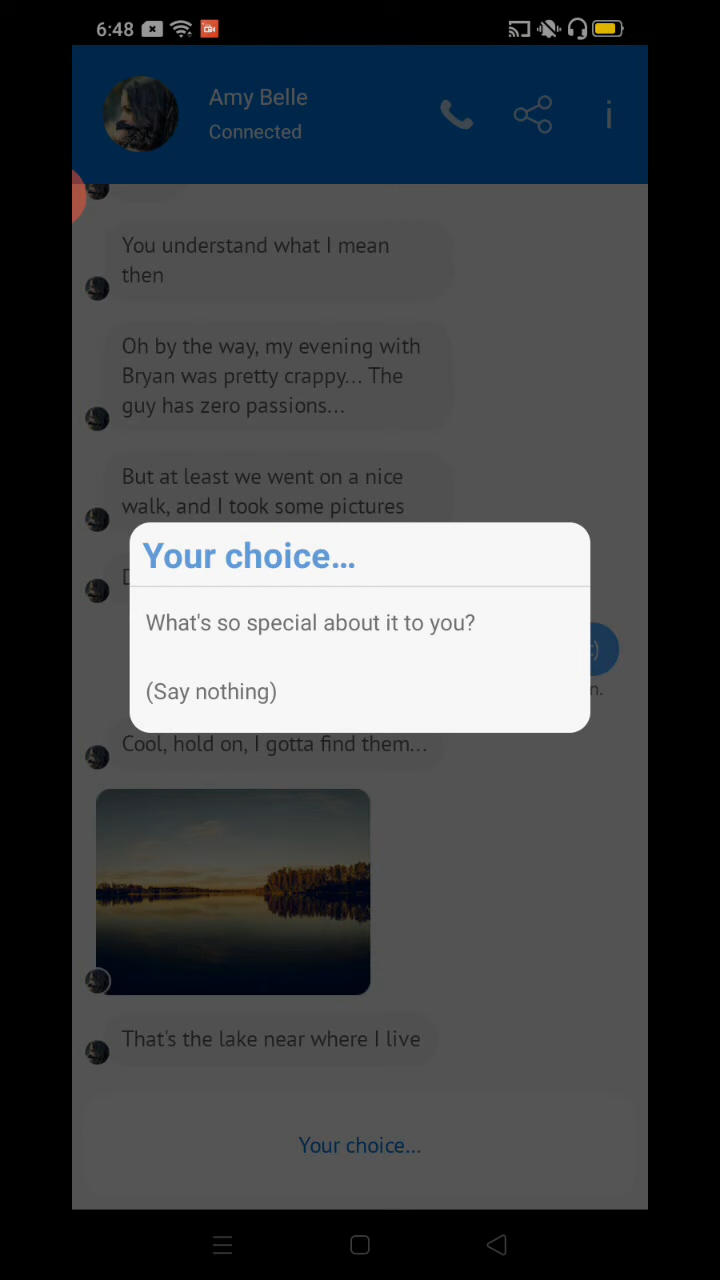 6:48
Amy Belle
Connected
You understand what I mean
then
Oh by the way, my evening with
Bryan was pretty crappy... The
guy has zero passions...
But at least we went on a nice
walk, and I took some pictures
Your choice...
What's so special about it to you?
(Say nothing)
:)
n.
Cool, hold on, I gotta find them...
That's the lake near where I live
Your choice...